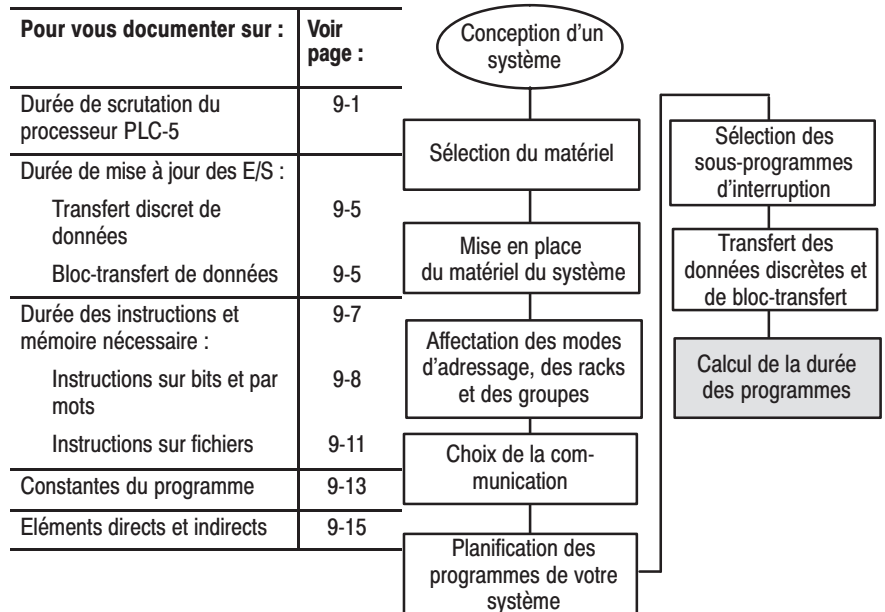 Pour vous documenter sur : Voir page :
Durée de scrutation du processeur PLC-5 9-1
Durée de mise à jour des E/S :
Transfert discret de données 9-5
Bloc-transfert de données 9-5
Durée des instructions et mémoire nécessaire : 9-7
Instructions sur bits et par mots 9-8
Instructions sur fichiers 9-11
Constantes du programme 9-13
Eléments directs et indirects 9-15
Conception d'un
système
Sélection du matériel
Mise en place
du matériel du système
Affectation des modes
d'adressage, des racks
et des groupes
Choix de la com-
munication
Planification des
programmes de votre
système
Sélection des
sous-programmes
d'interruption
Transfert des
données discrètes et
de bloc-transfert
Calcul de la durée
des programmes